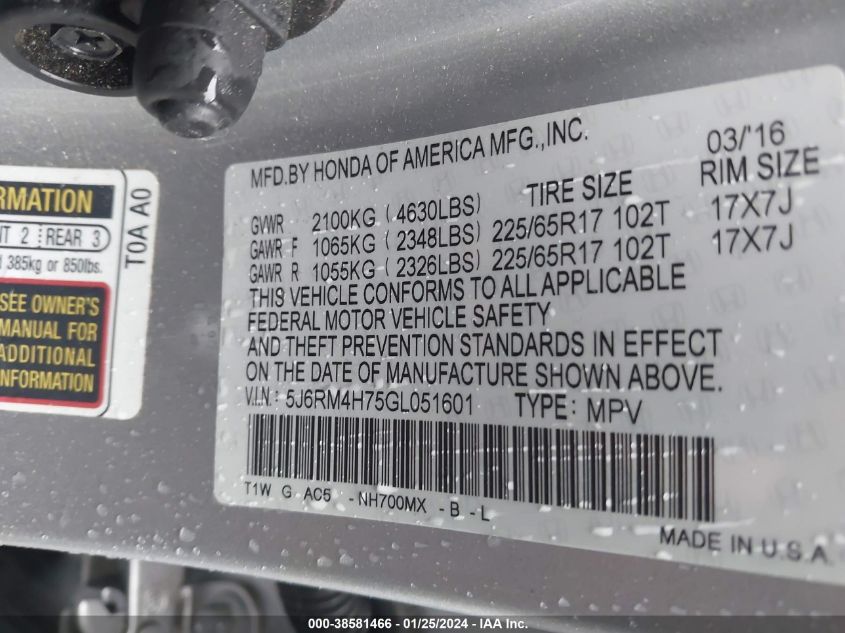 RMATION
NT 2 REAR 3
385kg or 850lbs.
SEE OWNER'S
MANUAL FOR
ADDITIONAL
NFORMATION
T0A A0
MFD.BY HONDA OF AMERICA MFG.,INC. 03/'16
TIRE SIZE RIM SIZE
GVWR 2100KG (4630LBS)
GAWR F 1065KG (2348LBS) 225/65R17 102T 17X7J
GAWR R 1055KG (2326LBS) 225/65R17 102T 17X7J
THIS VEHICLE CONFORMS TO ALL APPLICABLE
FEDERAL MOTOR VEHICLE SAFETY
AND THEFT PREVENTION STANDARDS IN EFFECT
ON THE DATE OF MANUFACTURE SHOWN ABOVE.
V.I.N.: 5J6RM4H75GL051601 TYPE: MPV
T1W G AC5 -NH700MX -B -L
MADE IN U.S.A
000-38581466 - 01/25/2024 - IAA Inc.